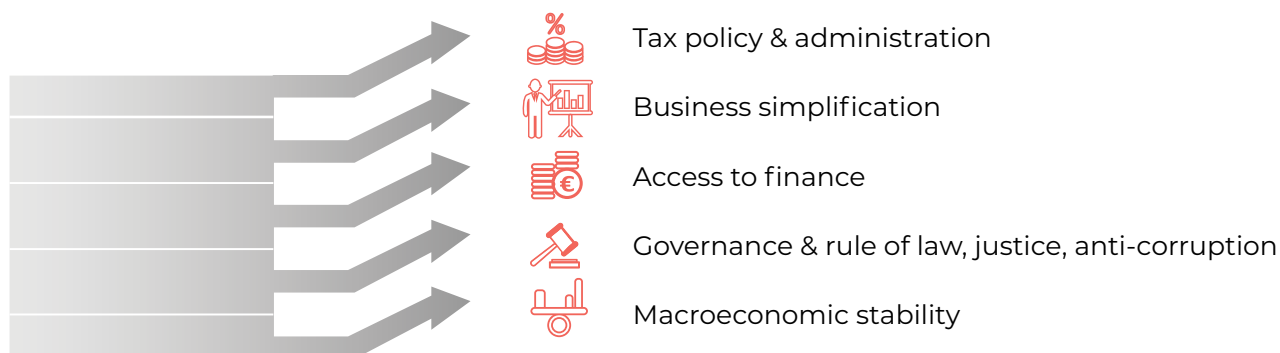 %
Tax policy & administration
Business simplification
Access to finance
€
Governance & rule of law, justice, anti-corruption
Macroeconomic stability